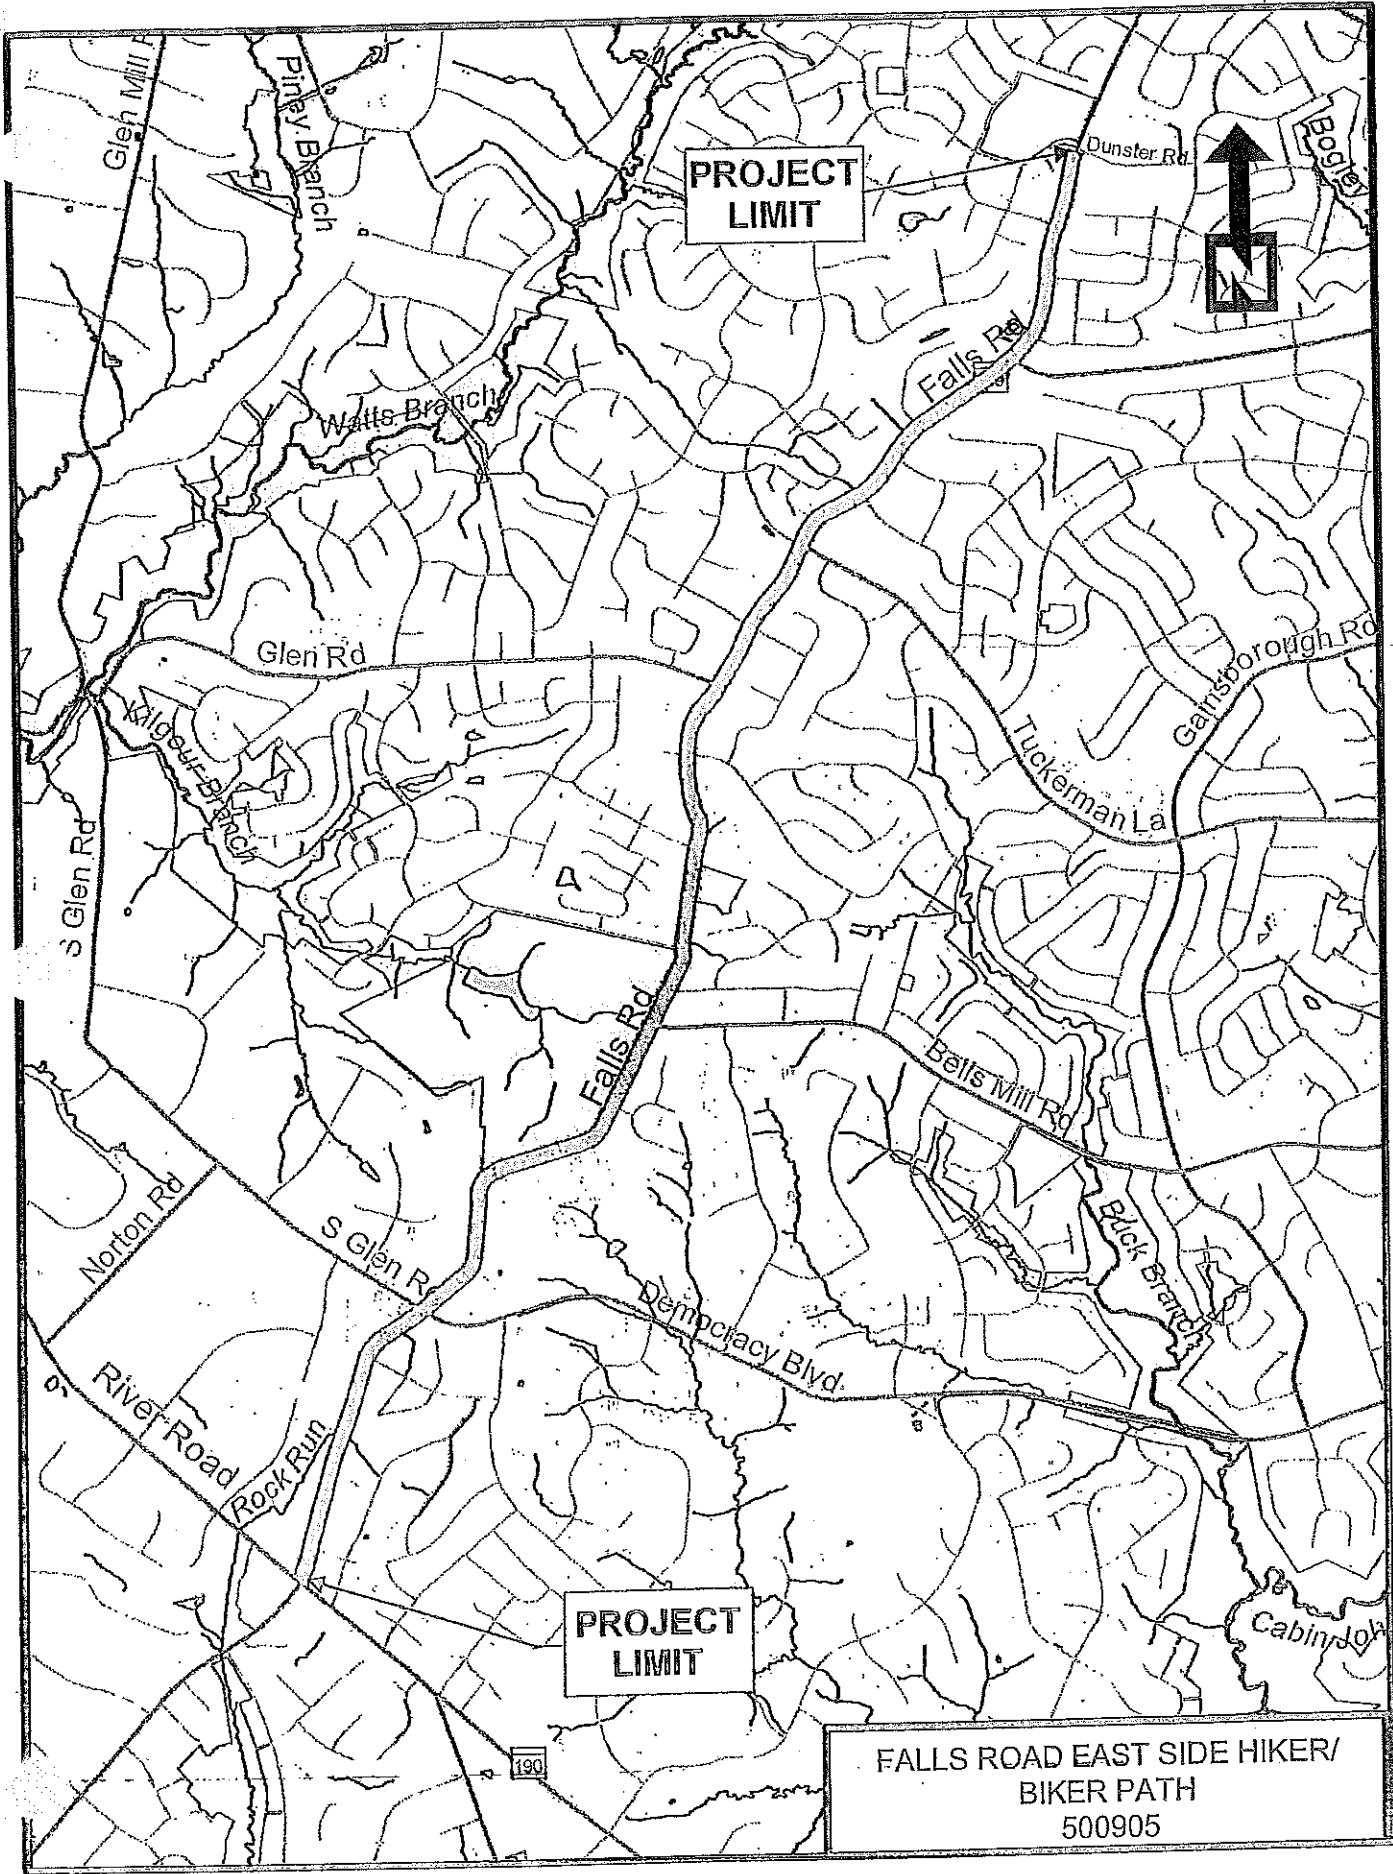 Glen Mill R
Piney Branch
PROJECT
LIMIT
Dunster Rd
Bogley
N
Falls Rd
Watts Branch
Glen Rd
Gainsborough Rd
Kilgour Branch
Tuckerman La
S Glen Rd
Falls Rd
Bells Mill Rd
Norton Rd
S Glen R
Buck Branch
Democracy Blvd
River Road
Rock Run
PROJECT
LIMIT
Cabin Joh
190
FALLS ROAD EAST SIDE HIKER/
BIKER PATH
500905